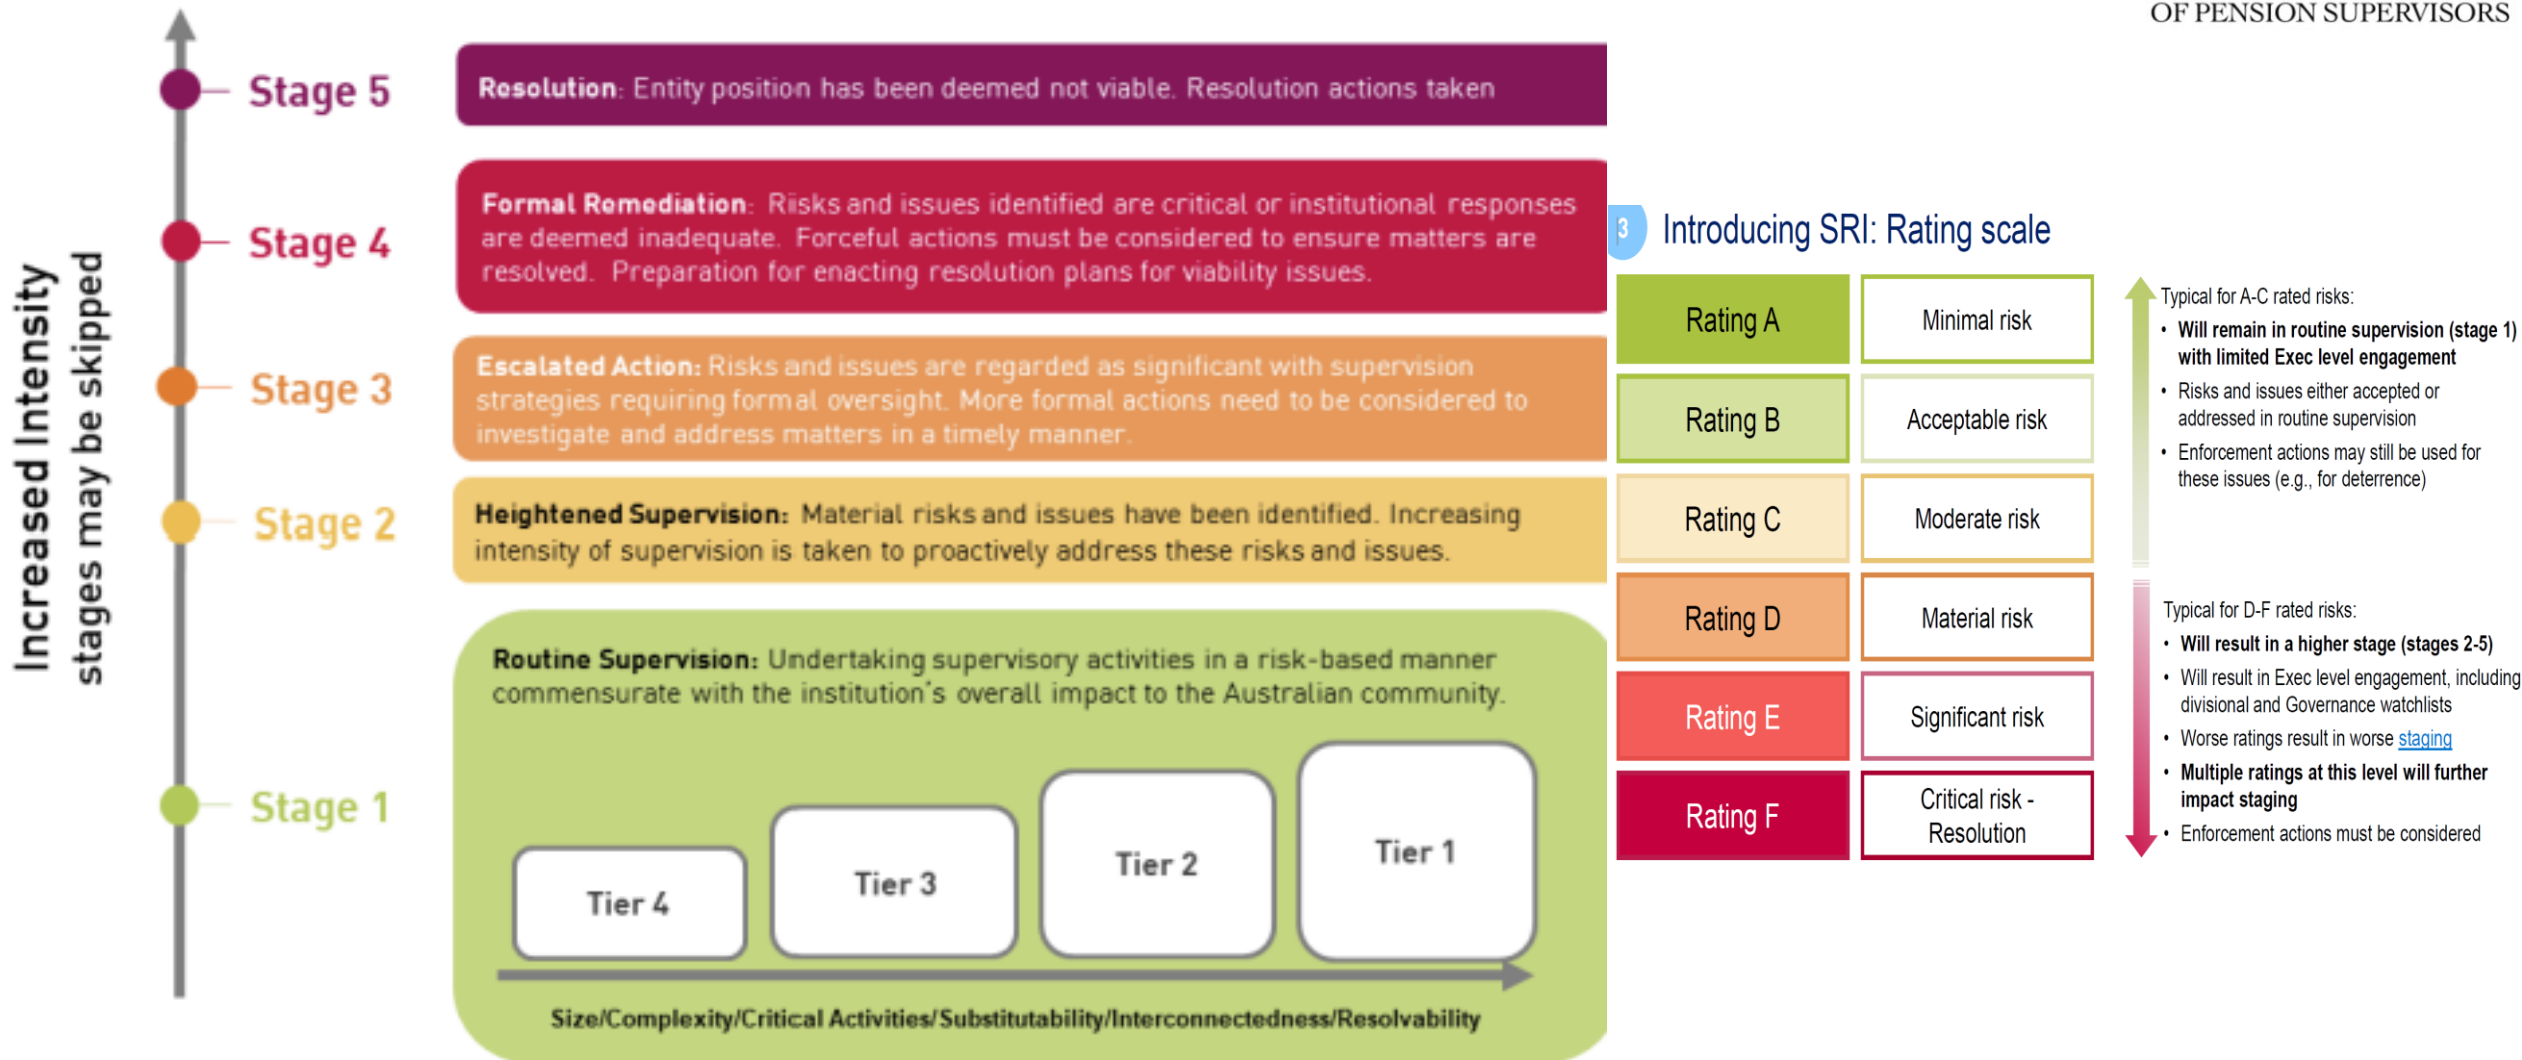 OF PENSION SUPERVISORS
Increased Intensity
stages may be skipped
Stage 5
Resolution: Entity position has been deemed not viable. Resolution actions taken
Stage 4
Formal Remediation: Risks and issues identified are critical or institutional responses
are deemed inadequate. Forceful actions must be considered to ensure matters are
resolved. Preparation for enacting resolution plans for viability issues.
Stage 3
Escalated Action: Risks and issues are regarded as significant with supervision
strategies requiring formal oversight. More formal actions need to be considered to
investigate and address matters in a timely manner.
Stage 2
Heightened Supervision: Material risks and issues have been identified. Increasing
intensity of supervision is taken to proactively address these risks and issues.
Stage 1
Routine Supervision: Undertaking supervisory activities in a risk-based manner
commensurate with the institution's overall impact to the Australian community.
Tier 4
Tier 3
Tier 2
Tier 1
Size/Complexity/Critical Activities/Substitutability/Interconnectedness/Resolvability
3
Introducing SRI: Rating scale
Rating A
Minimal risk
Rating B
Acceptable risk
Rating C
Moderate risk
Rating D
Material risk
Rating E
Significant risk
Rating F
Critical risk -
Resolution
Typical for A-C rated risks:
• Will remain in routine supervision (stage 1)
with limited Exec level engagement
• Risks and issues either accepted or
addressed in routine supervision
• Enforcement actions may still be used for
these issues (e.g., for deterrence)
Typical for D-F rated risks:
• Will result in a higher stage (stages 2-5)
• Will result in Exec level engagement, including
divisional and Governance watchlists
• Worse ratings result in worse staging
• Multiple ratings at this level will further
impact staging
• Enforcement actions must be considered